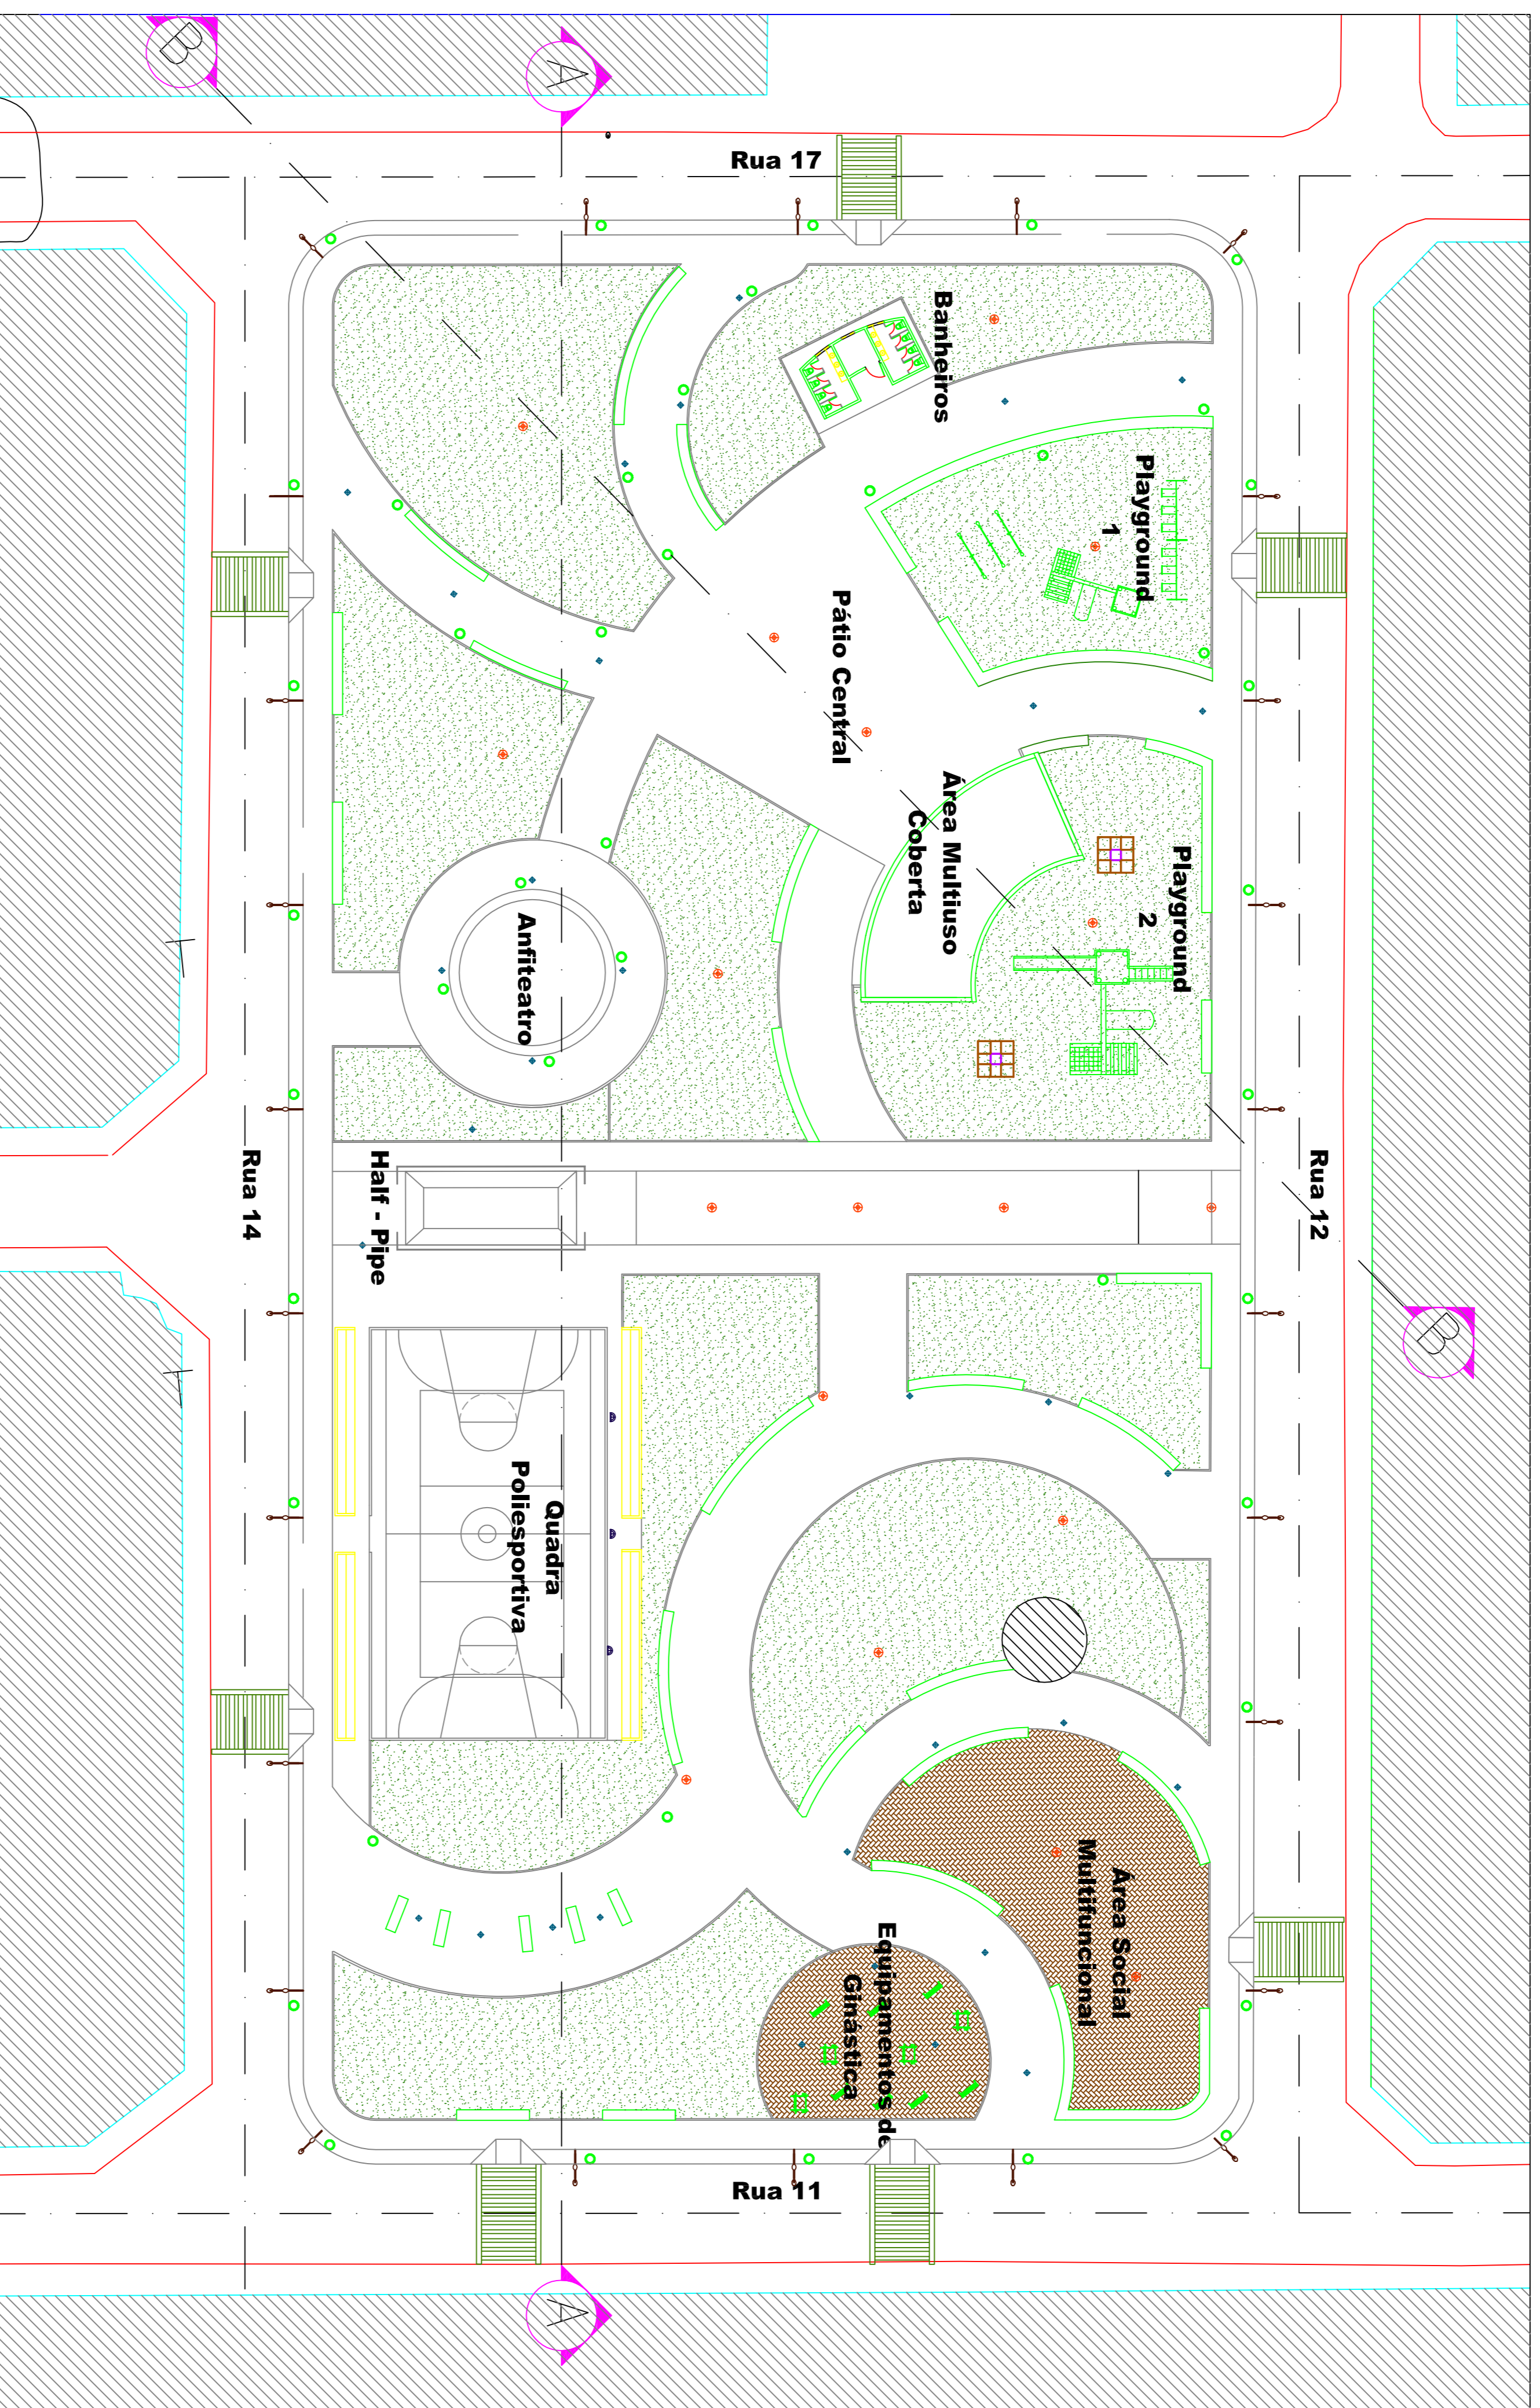 B
A
Rua 17
Banheiros
Playground
1
Pátio Central
Área Multiuso
Coberta
Playground
2
Anfiteatro
Rua 14
Half - Pipe
Rua 12
B
Quadra
Poliesportiva
Área Social
Multifuncional
Equipamentos de
Ginástica
Rua 11
A